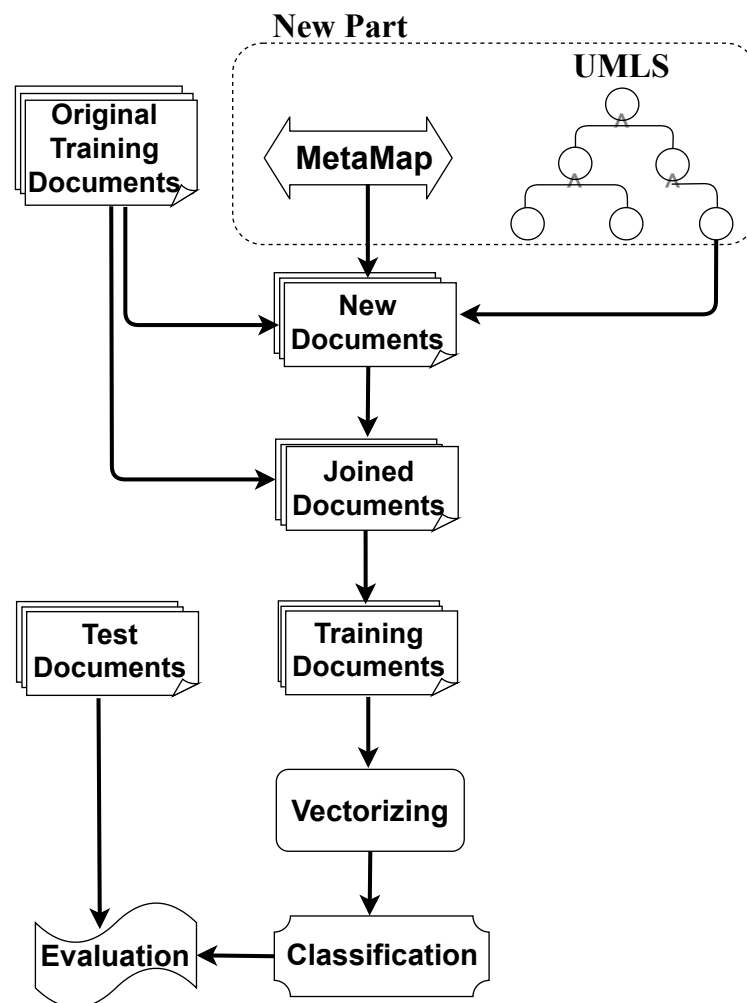 New Part
UMLS
Original
Training
Documents
MetaMap
New
Documents
Joined
Documents
Test
Documents
Training
Documents
Vectorizing
Evaluation
Classification